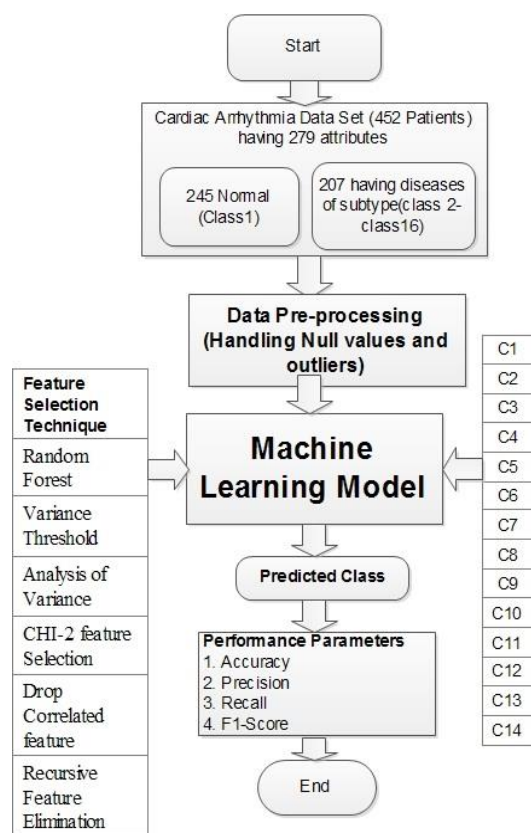 Start
Cardiac Arrhythmia Data Set (452 Patients)
having 279 attributes
245 Normal
(Class1)
207 having diseases
of subtype(class 2-
class16)
Data Pre-processing
(Handling Null values and
outliers)
Feature
Selection
Technique
Random
Forest
Variance
Threshold
Analysis of
Variance
CHI-2 feature
Selection
Drop
Correlated
feature
Recursive
Feature
Elimination
Machine
Learning Model
C1
C2
C3
C4
C5
C6
C7
C8
C9
C10
C11
C12
C13
C14
Predicted Class
Performance Parameters
1. Accuracy
2. Precision
3. Recall
4. F1-Score
End